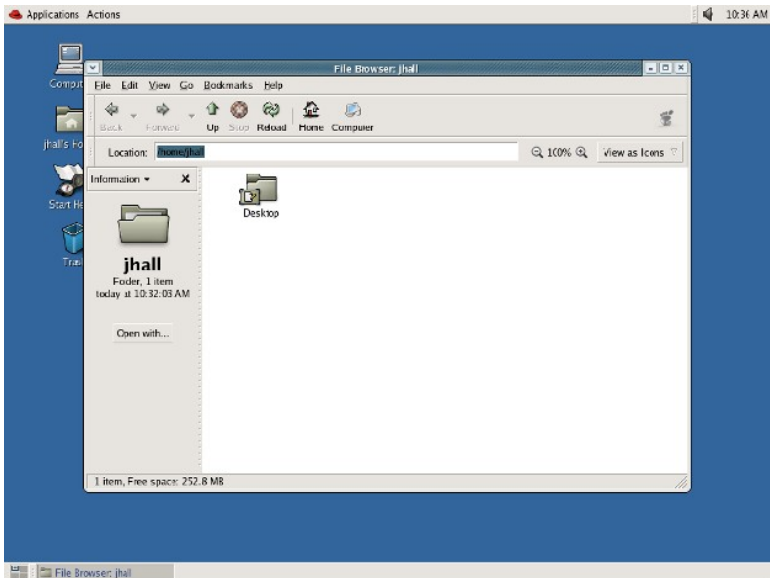 Applications Actions
10:36 AM
Comput
jhall's Fo
Start He
Tras
File Browser: jhall
File Edit View Go Bookmarks Help
Back Forward Up Stop Reload Home Computer
Location: /home/jhall
100%
View as Icons
Information
jhall
Folder, 1 item
today at 10:32:03 AM
Open with...
Desktop
1 item, Free space: 252.8 MB
File Browser: jhall